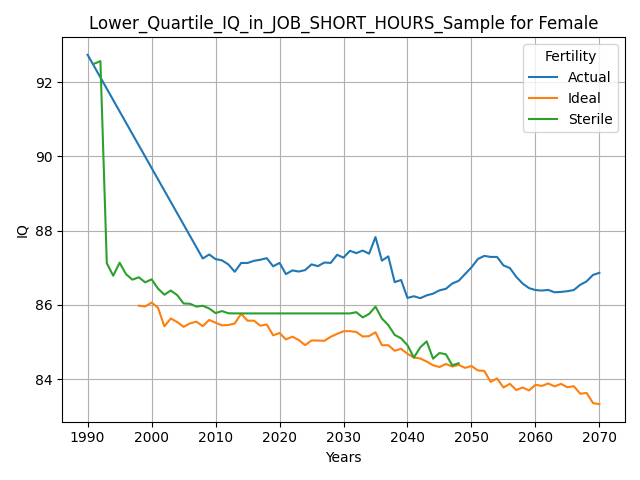 Lower_Quartile_IQ_in_JOB_SHORT_HOURS_Sample for Female
Fertility
Actual
Ideal
Sterile
IQ
92
90
88
86
84
1990 2000 2010 2020 2030 2040 2050 2060 2070
Years